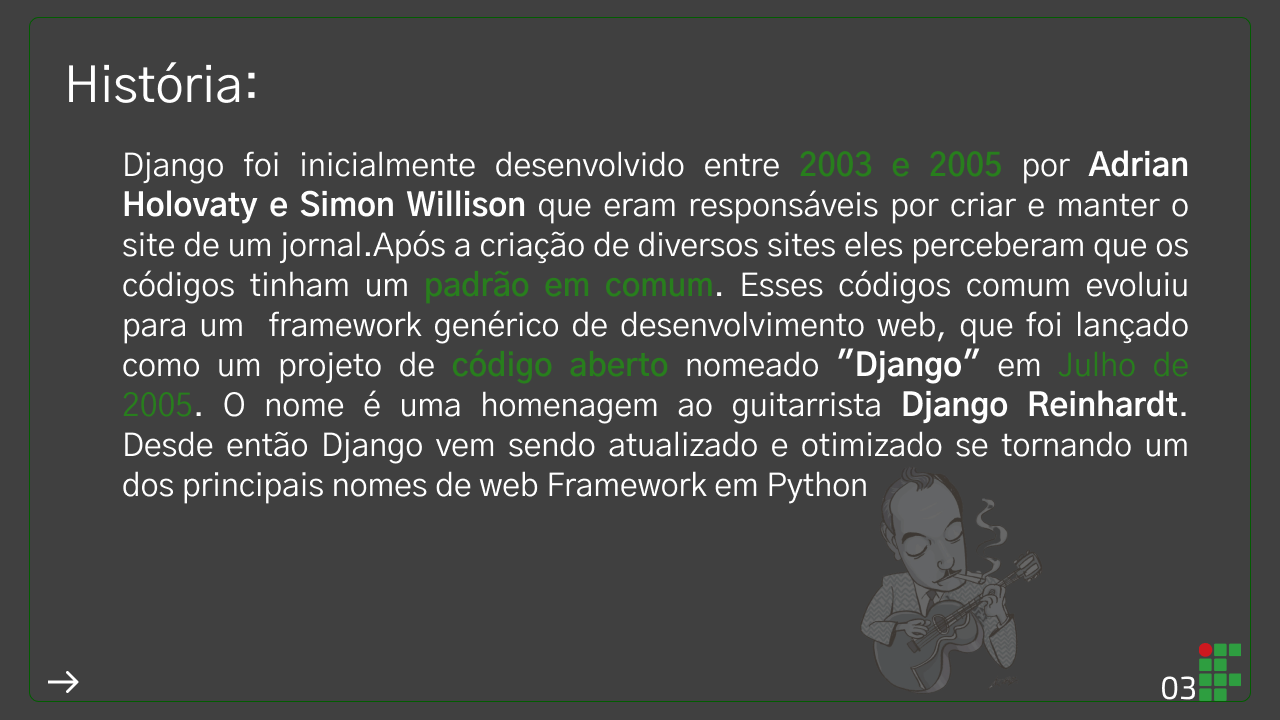 História:
Django foi inicialmente desenvolvido entre 2003 e 2005 por Adrian
Holovaty e Simon Willison que eram responsáveis por criar e manter o
site de um jornal.Após a criação de diversos sites eles perceberam que os
códigos tinham um padrão em comum. Esses códigos comum evoluiu
para um  framework genérico de desenvolvimento web, que foi lançado
como um projeto de código aberto nomeado "Django" em Julho de
2005. O nome é uma homenagem ao guitarrista Django Reinhardt.
Desde então Django vem sendo atualizado e otimizado se tornando um
dos principais nomes de web Framework em Python
03